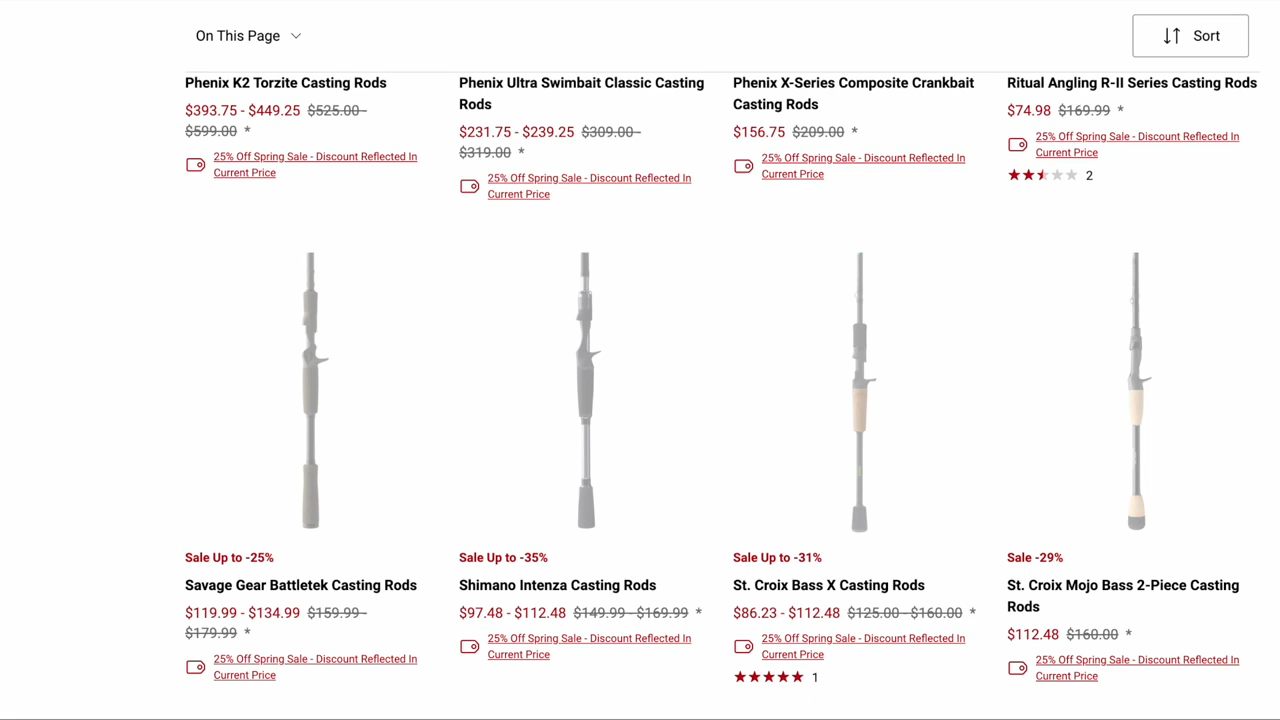 On This Page
Sort
Phenix K2 Torzite Casting Rods
$393.75 - $449.25 $525.00 -
$599.00 *
25% Off Spring Sale - Discount Reflected In
Current Price
Phenix Ultra Swimbait Classic Casting
Rods
$231.75 - $239.25 $309.00 -
$319.00 *
25% Off Spring Sale - Discount Reflected In
Current Price
Phenix X-Series Composite Crankbait
Casting Rods
$156.75 $209.00 *
25% Off Spring Sale - Discount Reflected In
Current Price
Ritual Angling R-II Series Casting Rods
$74.98 $169.99 *
25% Off Spring Sale - Discount Reflected In
Current Price
2
Sale Up to -25%
Savage Gear Battletek Casting Rods
$119.99 - $134.99 $159.99 -
$179.99 *
25% Off Spring Sale - Discount Reflected In
Current Price
Sale Up to -35%
Shimano Intenza Casting Rods
$97.48 - $112.48 $149.99 - $169.99 *
25% Off Spring Sale - Discount Reflected In
Current Price
Sale Up to -31%
St. Croix Bass X Casting Rods
$86.23 - $112.48 $125.00 - $160.00 *
25% Off Spring Sale - Discount Reflected In
Current Price
1
Sale -29%
St. Croix Mojo Bass 2-Piece Casting
Rods
$112.48 $160.00 *
25% Off Spring Sale - Discount Reflected In
Current Price